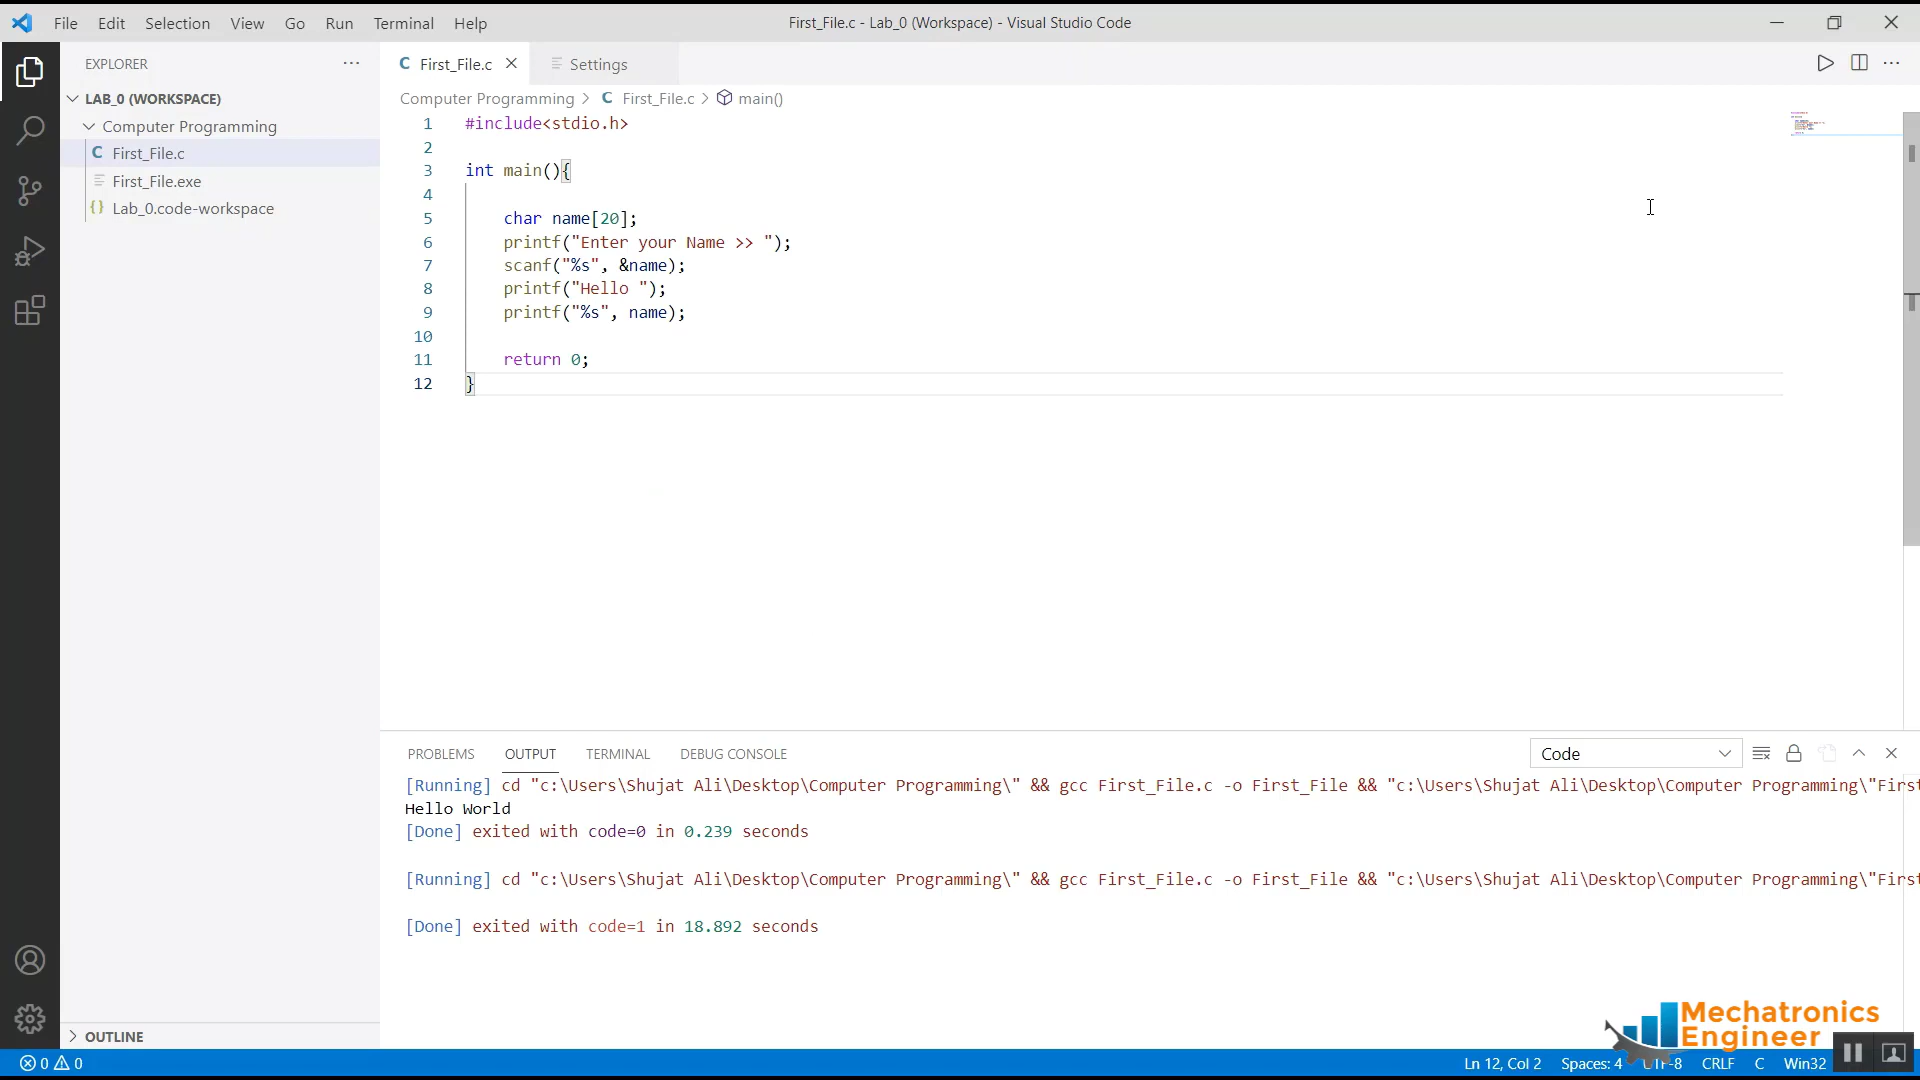 File Edit Selection View Go Run Terminal Help
First_File.c - Lab_0 (Workspace) - Visual Studio Code
EXPLORER
LAB_0 (WORKSPACE)
Computer Programming
First_File.c
First_File.exe
Lab_0.code-workspace
OUTLINE
First_File.c
Settings
Computer Programming > C First_File.c > main()
1 #include<stdio.h>
2
3 int main(){
4
5 char name[20];
6 printf("Enter your Name >> ");
7 scanf("%s", &name);
8 printf("Hello ");
9 printf("%s", name);
10
11 return 0;
12 }
PROBLEMS OUTPUT TERMINAL DEBUG CONSOLE
Code
[Running] cd "c:\Users\Shujat Ali\Desktop\Computer Programming\" && gcc First_File.c -o First_File && "c:\Users\Shujat Ali\Desktop\Computer Programming\"First
Hello World
[Done] exited with code=0 in 0.239 seconds
[Running] cd "c:\Users\Shujat Ali\Desktop\Computer Programming\" && gcc First_File.c -o First_File && "c:\Users\Shujat Ali\Desktop\Computer Programming\"First
[Done] exited with code=1 in 18.892 seconds
Mechatronics
Engineer
0 0
Ln 12, Col 2 Spaces: 4 UTF-8 CRLF C Win32